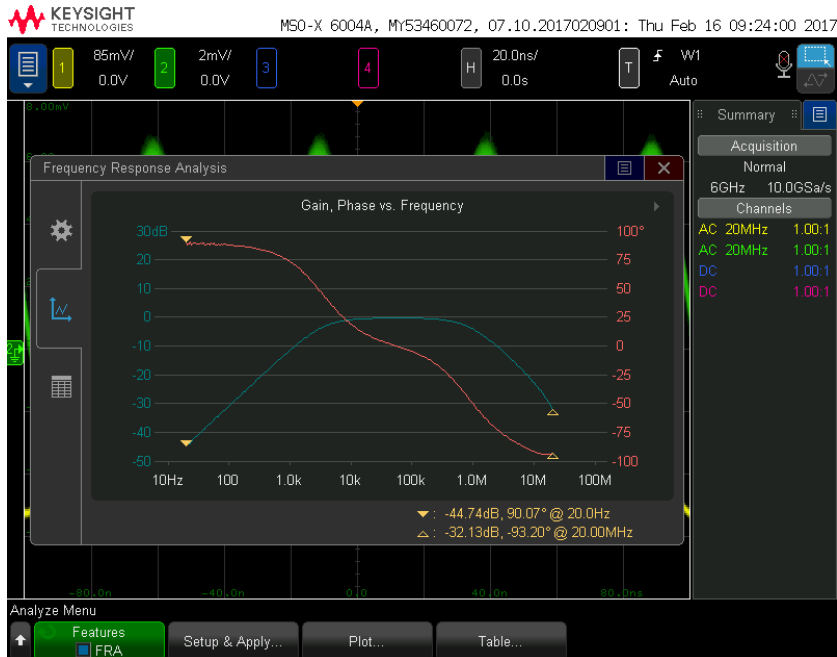 KEYSIGHT
TECHNOLOGIES
MSO-X 6004A, MY53460072, 07.10.2017020901: Thu Feb 16 09:24:00 2017
1 85mV/ 0.0V 2 2mV/ 0.0V 3 4 H 20.0ns/ 0.0s T W1 Auto
8.00mV
Summary
Acquisition
Normal
6GHz 10.0GSa/s
Channels
AC 20MHz 1.00:1
AC 20MHz 1.00:1
DC 1.00:1
DC 1.00:1
Frequency Response Analysis
Gain, Phase vs. Frequency
30dB 100°
20 75
10 50
0 25
-10 0
-20 -25
-30 -50
-40 -75
-50 -100
10Hz 100 1.0k 10k 100k 1.0M 10M 100M
: -44.74dB, 90.07° @ 20.0Hz
: -32.13dB, -93.20° @ 20.00MHz
2
-80.0n -40.0n 0.0 40.0n 80.0ns
Analyze Menu
Features
FRA
Setup & Apply...
Plot...
Table...